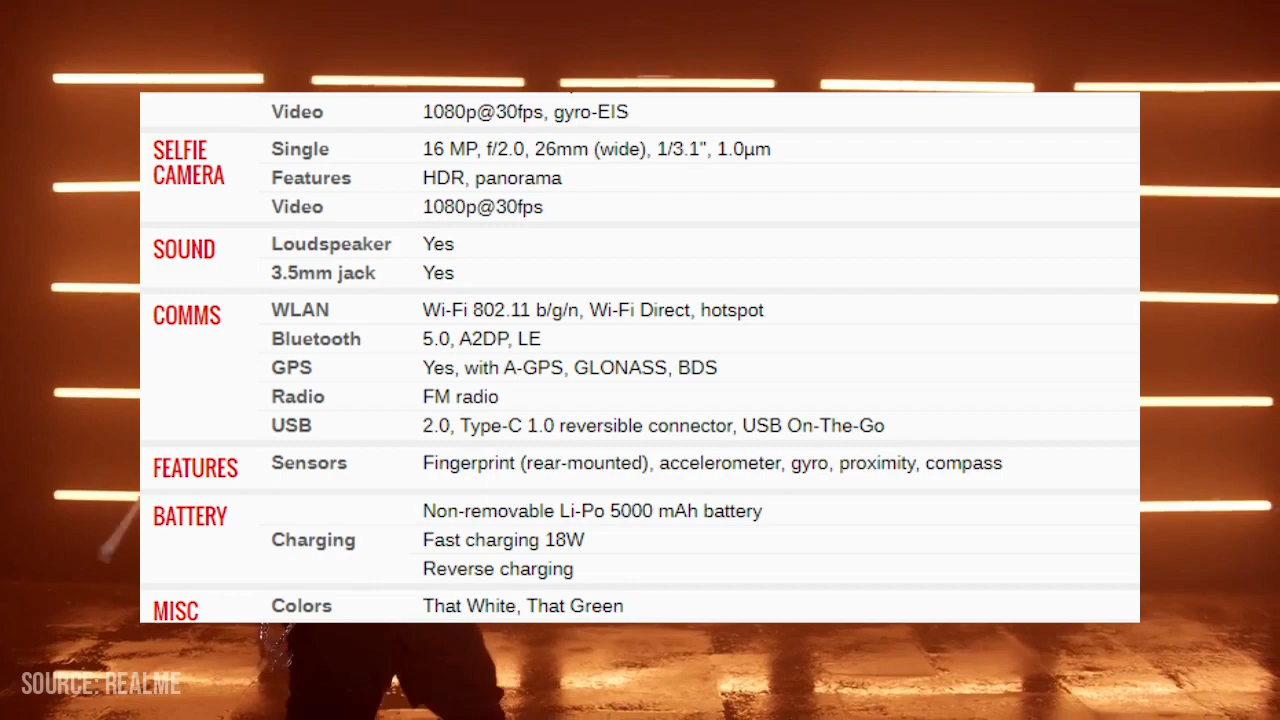 Video 1080p@30fps, gyro-EIS
SELFIE CAMERA Single 16 MP, f/2.0, 26mm (wide), 1/3.1", 1.0µm
Features HDR, panorama
Video 1080p@30fps
SOUND Loudspeaker Yes
3.5mm jack Yes
COMMS WLAN Wi-Fi 802.11 b/g/n, Wi-Fi Direct, hotspot
Bluetooth 5.0, A2DP, LE
GPS Yes, with A-GPS, GLONASS, BDS
Radio FM radio
USB 2.0, Type-C 1.0 reversible connector, USB On-The-Go
FEATURES Sensors Fingerprint (rear-mounted), accelerometer, gyro, proximity, compass
BATTERY Non-removable Li-Po 5000 mAh battery
Charging Fast charging 18W
Reverse charging
MISC Colors That White, That Green
SOURCE: REALME